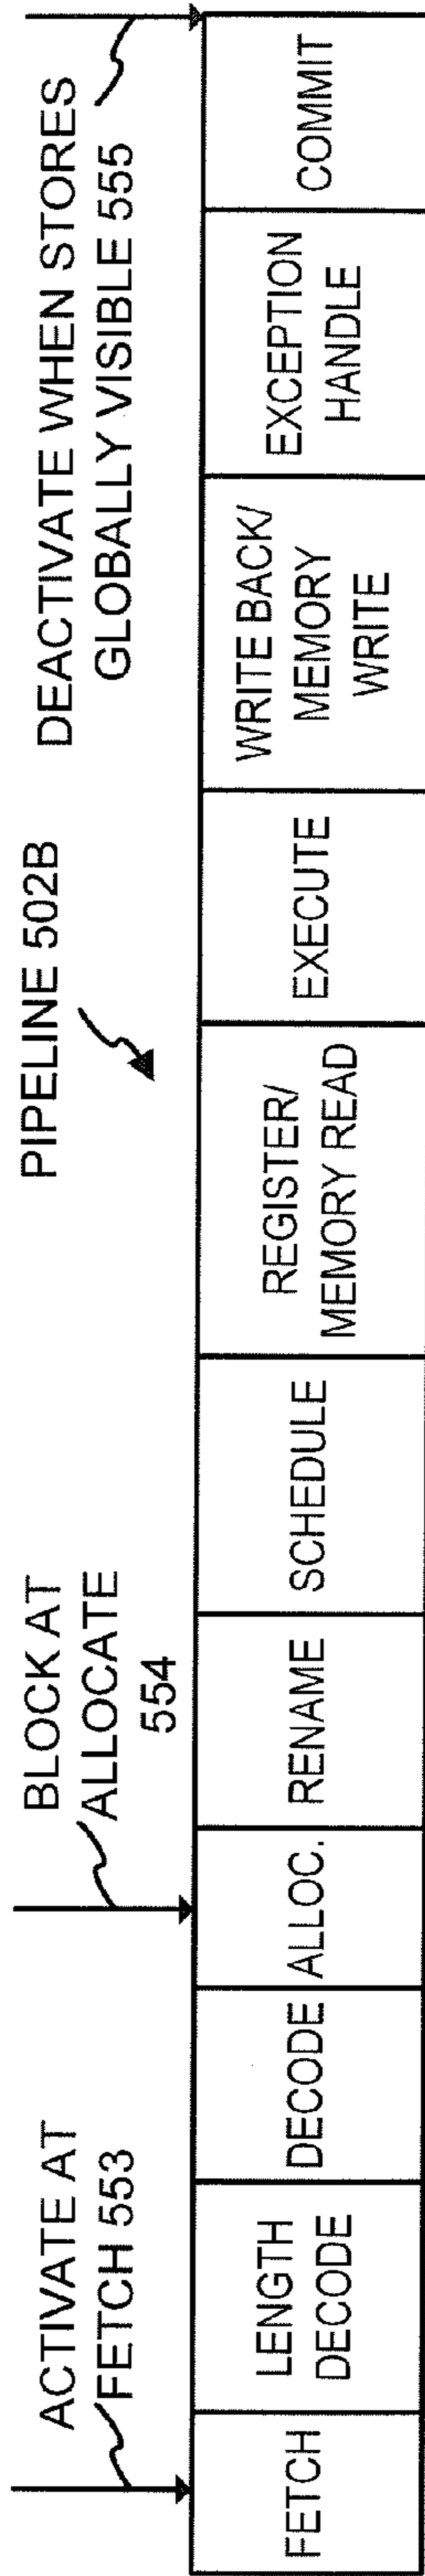 ACTIVATE AT
FETCH 553
BLOCK AT
ALLOCATE
554
PIPELINE 502B
DEACTIVATE WHEN STORES
GLOBALLY VISIBLE 555
FETCH
LENGTH
DECODE
DECODE
ALLOC.
RENAME
SCHEDULE
REGISTER/
MEMORY READ
EXECUTE
WRITE BACK/
MEMORY
WRITE
EXCEPTION
HANDLE
COMMIT